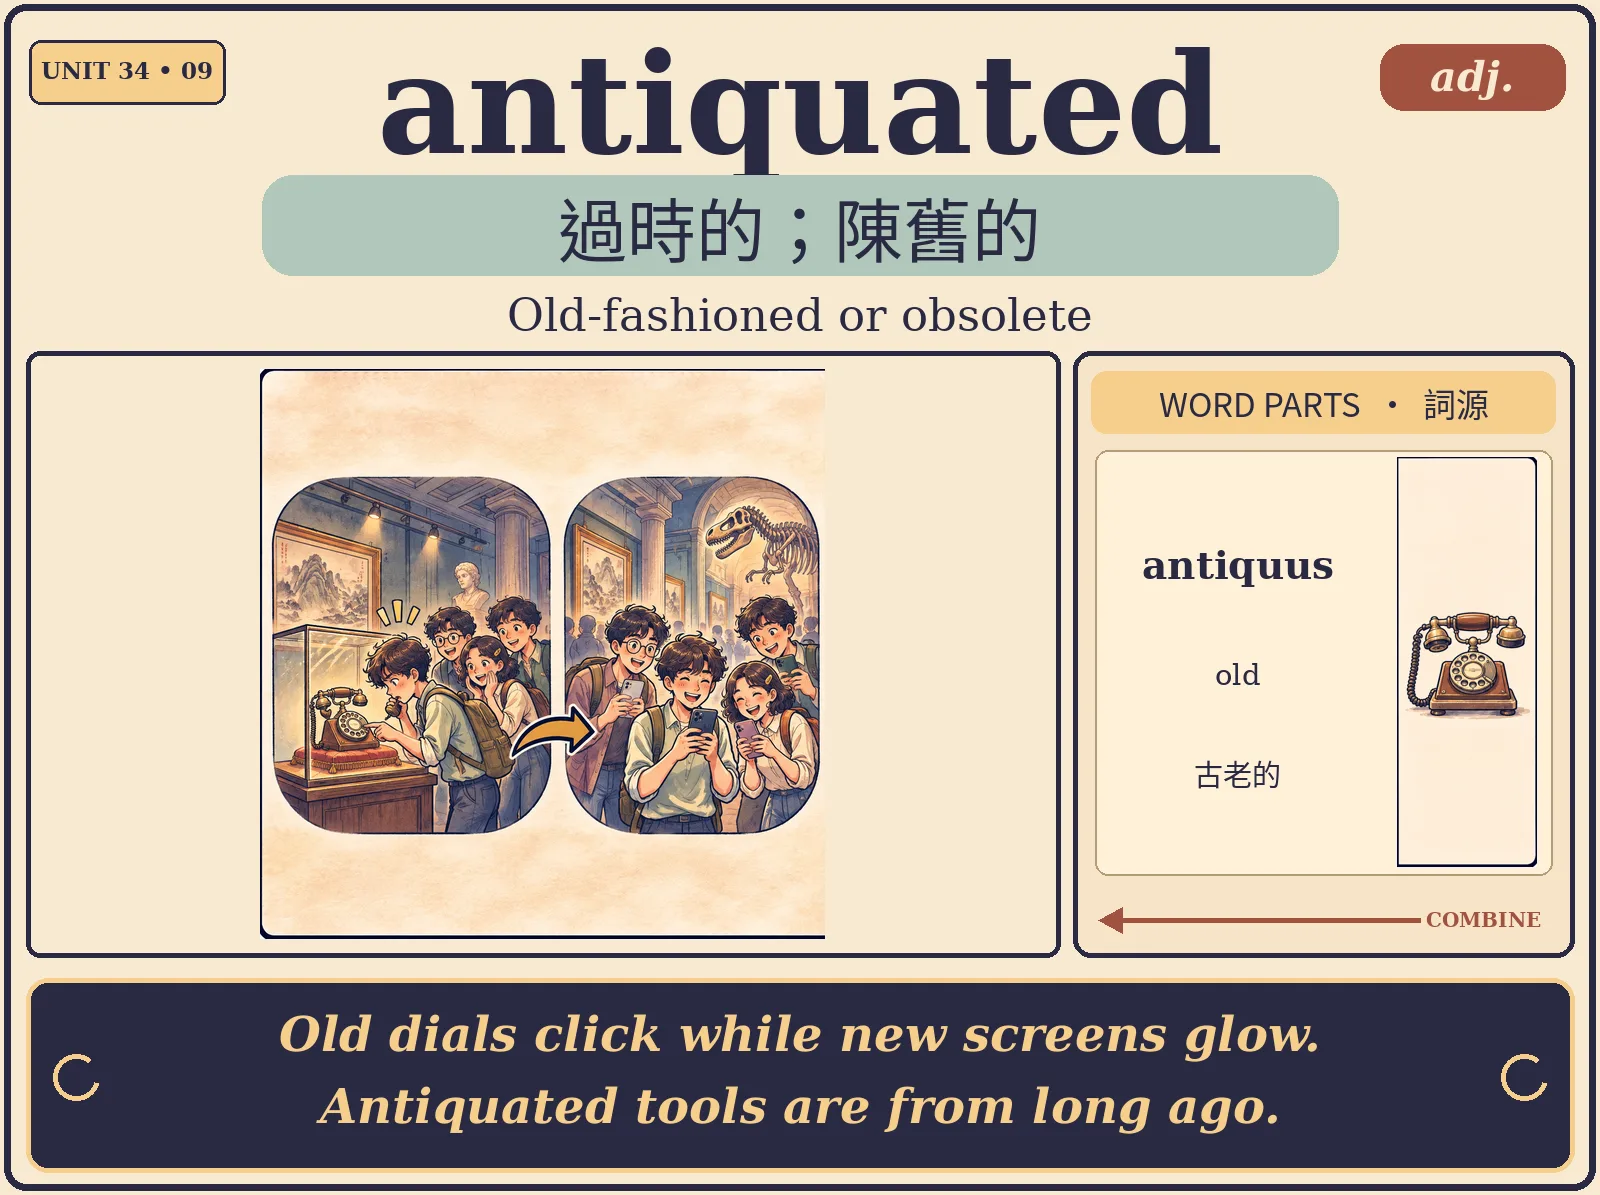 UNIT 34 • 09
antiquated
adj.
過時的；陳舊的
Old-fashioned or obsolete
WORD PARTS • 詞源
antiquus
old
古老的
COMBINE
Old dials click while new screens glow.
Antiquated tools are from long ago.